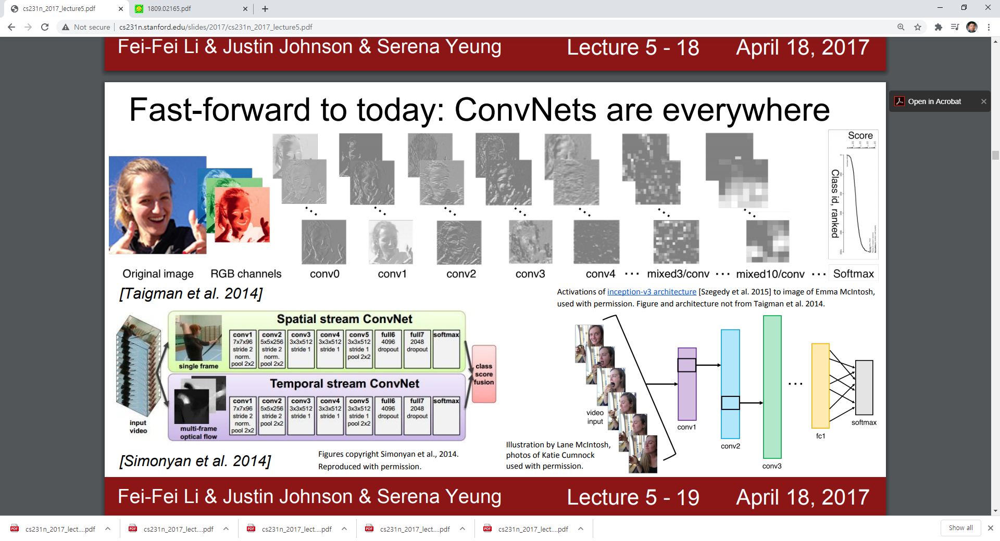 cs231n_2017_lecture5.pdf
1809.02165.pdf
Not secure
cs231n.stanford.edu/slides/2017/cs231n_2017_lecture5.pdf
Fei-Fei Li & Justin Johnson & Serena Yeung
Lecture 5 - 18
April 18, 2017
Open in Acrobat
Fast-forward to today: ConvNets are everywhere
Score
Class id, ranked
Original image
RGB channels
conv0
conv1
conv2
conv3
conv4
...
mixed3/conv
...
mixed10/conv
...
Softmax
[Taigman et al. 2014]
Activations of inception-v3 architecture [Szegedy et al. 2015] to image of Emma McIntosh,
used with permission. Figure and architecture not from Taigman et al. 2014.
Spatial stream ConvNet
conv1
7x7x96
stride 2
norm.
pool 2x2
conv2
5x5x256
stride 2
norm.
pool 2x2
conv3
3x3x512
stride 1
conv4
3x3x512
stride 1
conv5
3x3x512
stride 1
pool 2x2
full6
4096
dropout
full7
2048
dropout
softmax
single frame
Temporal stream ConvNet
conv1
7x7x96
stride 2
norm.
pool 2x2
conv2
5x5x256
stride 2
pool 2x2
conv3
3x3x512
stride 1
conv4
3x3x512
stride 1
conv5
3x3x512
stride 1
pool 2x2
full6
4096
dropout
full7
2048
dropout
softmax
multi-frame
optical flow
input
video
class
score
fusion
video
input
conv1
conv2
conv3
...
fc1
softmax
[Simonyan et al. 2014]
Figures copyright Simonyan et al., 2014.
Reproduced with permission.
Illustration by Lane McIntosh,
photos of Katie Cumnock
used with permission.
Fei-Fei Li & Justin Johnson & Serena Yeung
Lecture 5 - 19
April 18, 2017
cs231n_2017_lect....pdf
cs231n_2017_lect....pdf
cs231n_2017_lect....pdf
cs231n_2017_lect....pdf
cs231n_2017_lect....pdf
Show all